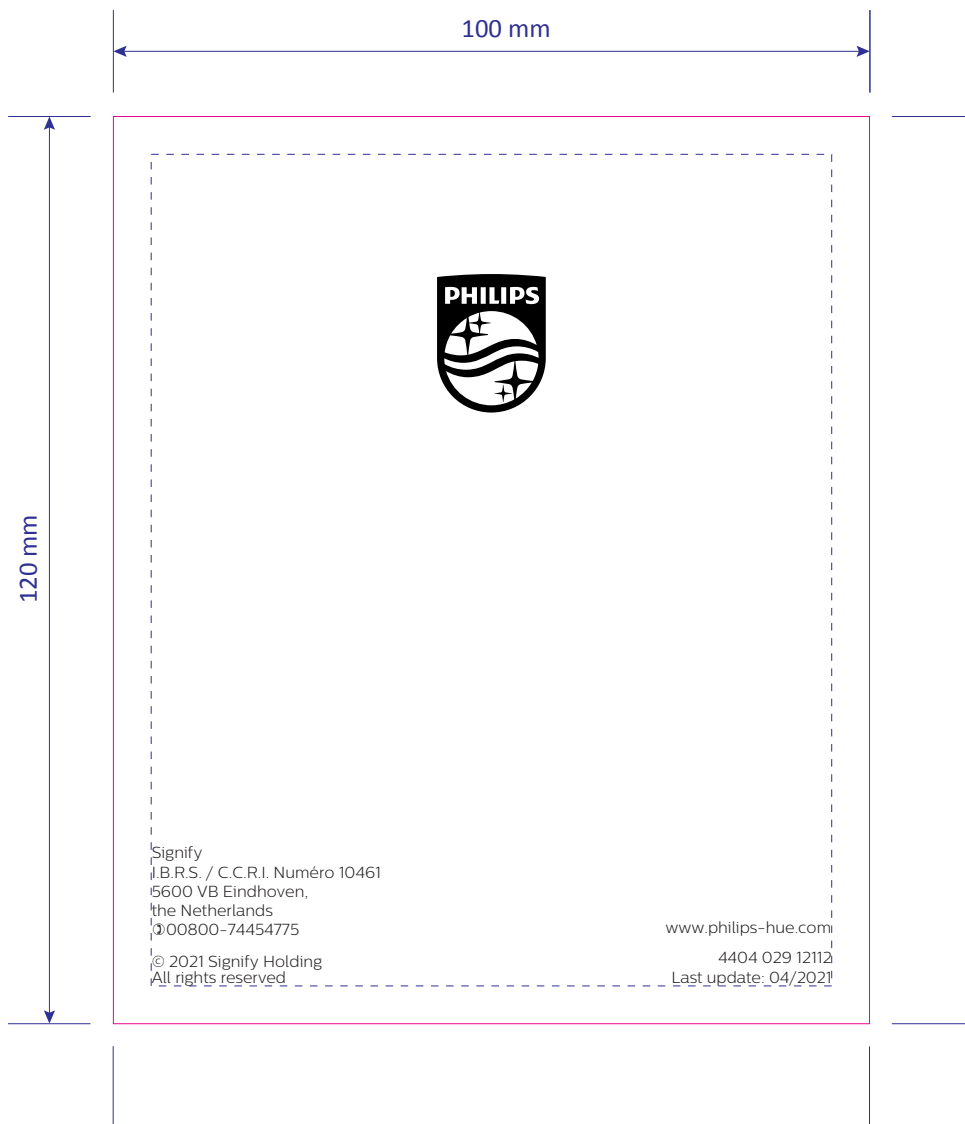 100 mm
120 mm
PHILIPS
Signify
I.B.R.S. / C.C.R.I. Numéro 10461
5600 VB Eindhoven,
the Netherlands
✆00800-74454775
© 2021 Signify Holding
All rights reserved
www.philips-hue.com
4404 029 12112
Last update: 04/2021